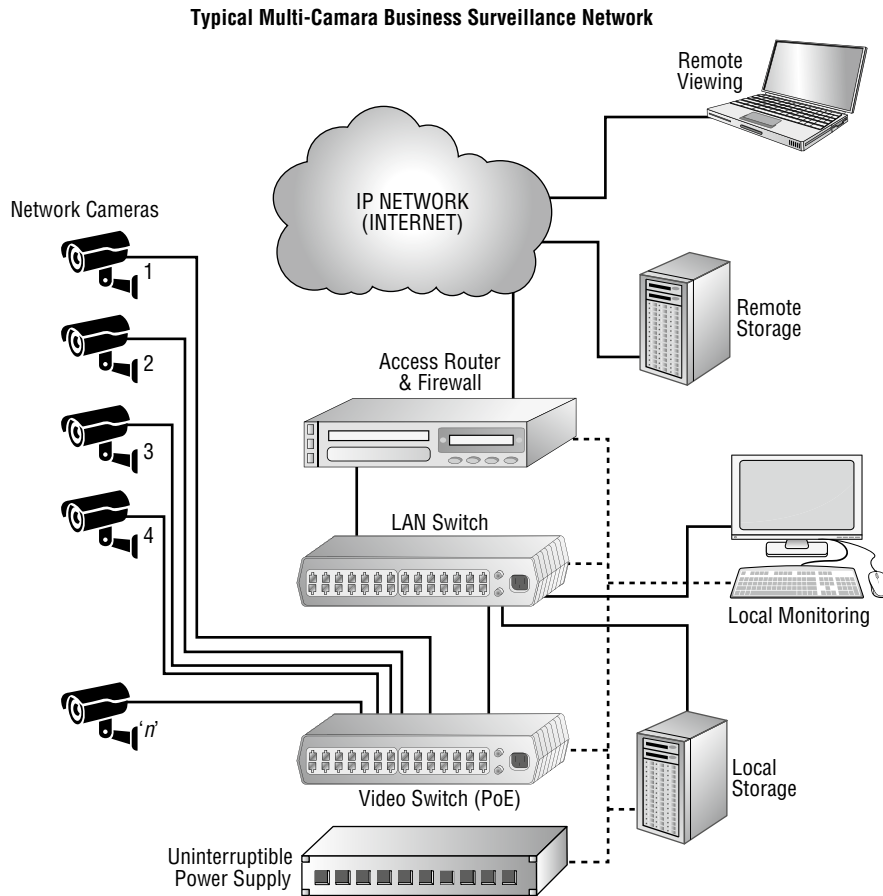 Typical Multi-Camara Business Surveillance Network
Remote
Viewing
IP NETWORK
(INTERNET)
Network Cameras
1
Remote
Storage
2
Access Router
& Firewall
3
4
LAN Switch
Local Monitoring
'n'
Local
Storage
Video Switch (PoE)
Uninterruptible
Power Supply